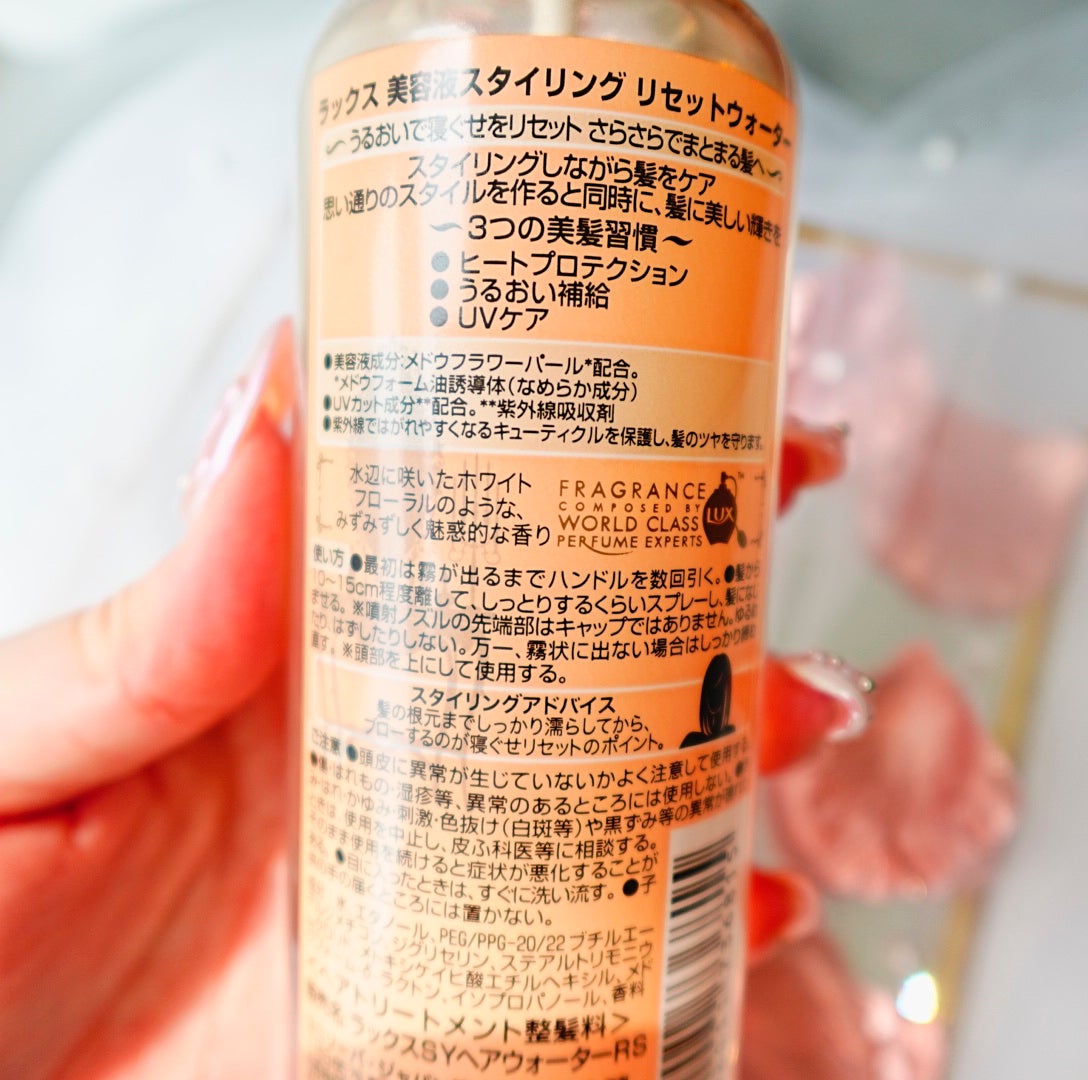 ラックス 美容液スタイリング リセットウォーター
～うるおいで寝ぐせをリセット さらさらでまとまる髪へ～
スタイリングしながら髪をケア
思い通りのスタイルを作ると同時に、髪に美しい輝きを
～3つの美髪習慣～
●ヒートプロテクション
●うるおい補給
●UVケア
●美容液成分:メドウフラワーパール*配合。
*メドウフォーム油誘導体(なめらか成分)
●UVカット成分**配合。**紫外線吸収剤
●紫外線ではがれやすくなるキューティクルを保護し、髪のツヤを守ります。
水辺に咲いたホワイト
フローラルのような、
みずみずしく魅惑的な香り
FRAGRANCE
COMPOSED BY
WORLD CLASS
PERFUME EXPERTS
LUX
使い方 ●最初は霧が出るまでハンドルを数回引く。●髪から
10～15cm程度離して、しっとりするくらいスプレーし、髪になじ
ませる。※噴射ノズルの先端部はキャップではありません。ゆるめ
たり、はずしたりしない。万一、霧状に出ない場合はしっかり締め
直す。※頭部を上にして使用する。
スタイリングアドバイス
髪の根元までしっかり濡らしてから、
ブローするのが寝ぐせリセットのポイント。
ご注意 ●頭皮に異常が生じていないかよく注意して使用する。
●傷・はれもの・湿疹等、異常のあるところには使用しない。
み・はれ・かゆみ・刺激・色抜け(白斑等)や黒ずみ等の異常が
使用を中止し、皮ふ科医等に相談する。
そのまま使用を続けると症状が悪化することが
ある。●目に入ったときは、すぐに洗い流す。●子
供の手の届くところには置かない。
エタノール、PEG/PPG-20/22 ブチルエー
ジグリセリン、ステアルトリモニウ
メトキシケイヒ酸エチルヘキシル、メド
ラクトン、イソプロパノール、香料
ヘアトリートメント整髪料>
ラックスSYヘアウォーターRS